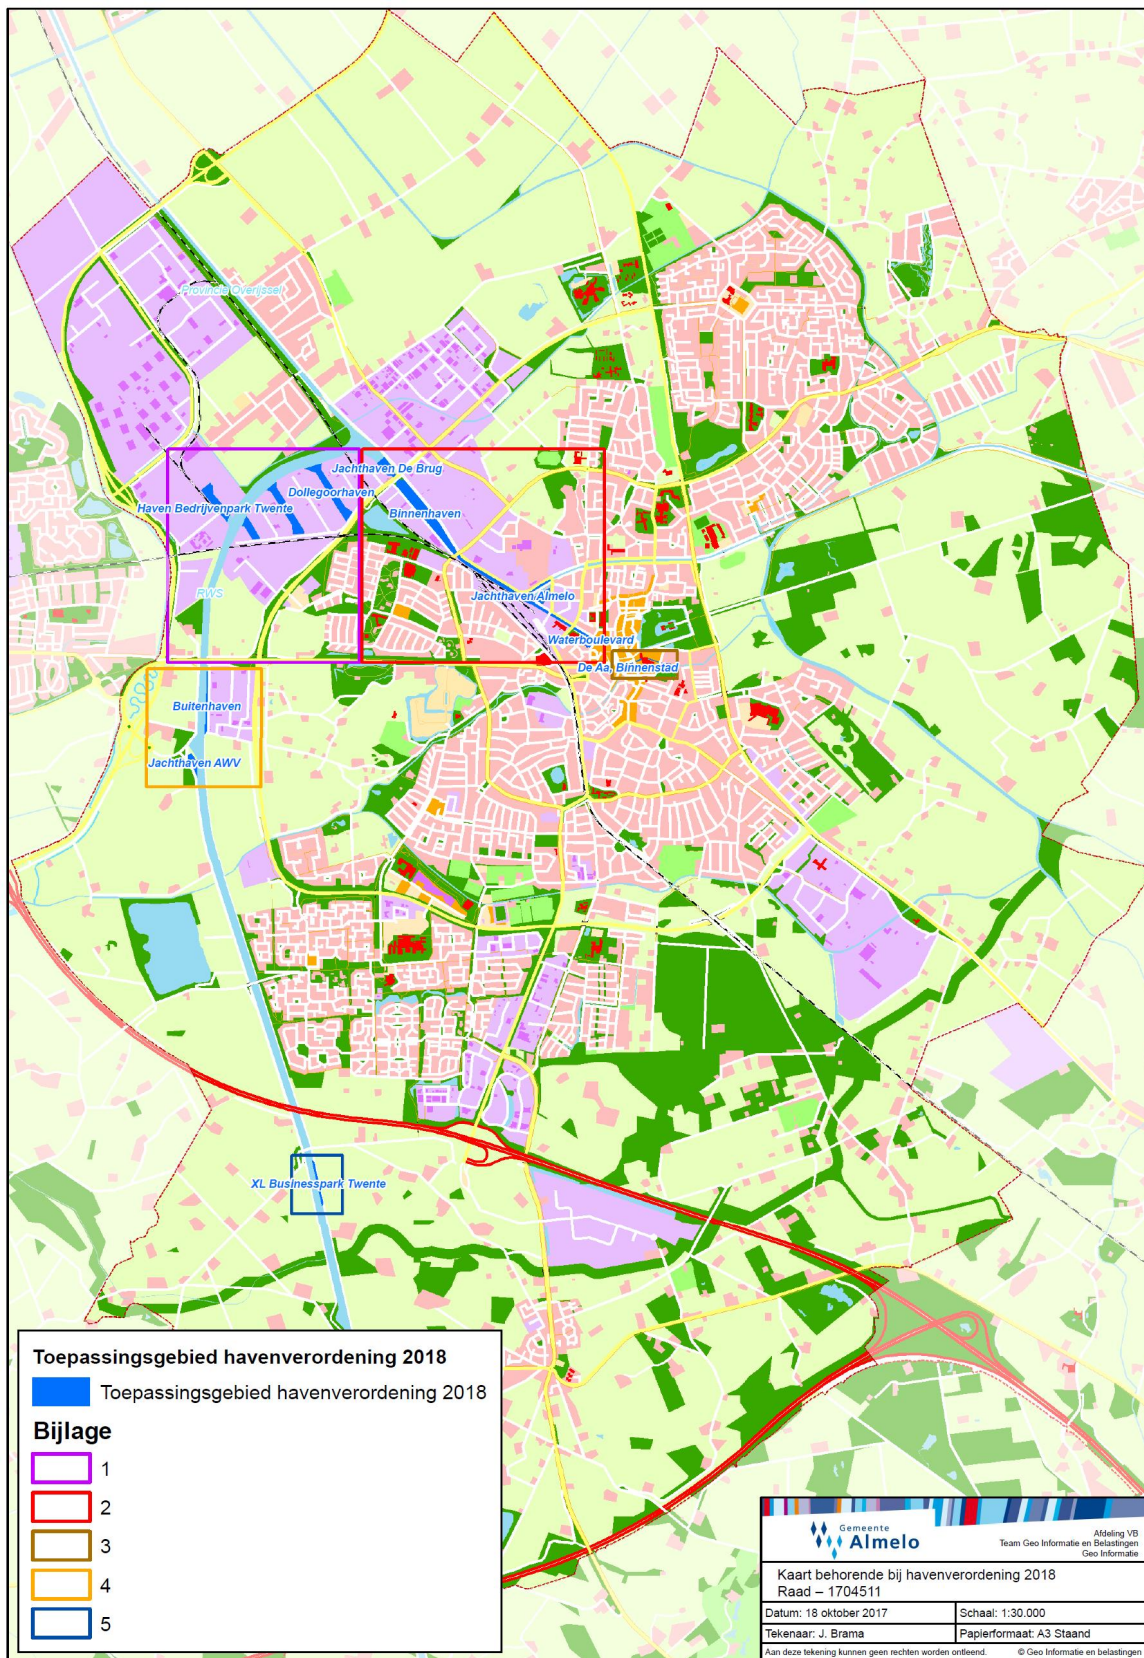 Provincie Overijssel
Jachthaven De Brug
Dollegoorhaven
Haven Bedrijvenpark Twente
Binnenhaven
RWS
Jachthaven Almelo
Waterboulevard
De Aa, Binnenstad
Buitenhaven
Jachthaven AWV
XL Businesspark Twente
Toepassingsgebied havenverordening 2018
Toepassingsgebied havenverordening 2018
Bijlage
1
2
3
4
5
Gemeente
Almelo
Afdeling VB
Team Geo Informatie en Belastingen
Geo Informatie
Kaart behorende bij havenverordening 2018
Raad – 1704511
Datum: 18 oktober 2017
Schaal: 1:30.000
Tekenaar: J. Brama
Papierformaat: A3 Staand
Aan deze tekening kunnen geen rechten worden ontleend.
© Geo Informatie en belastingen